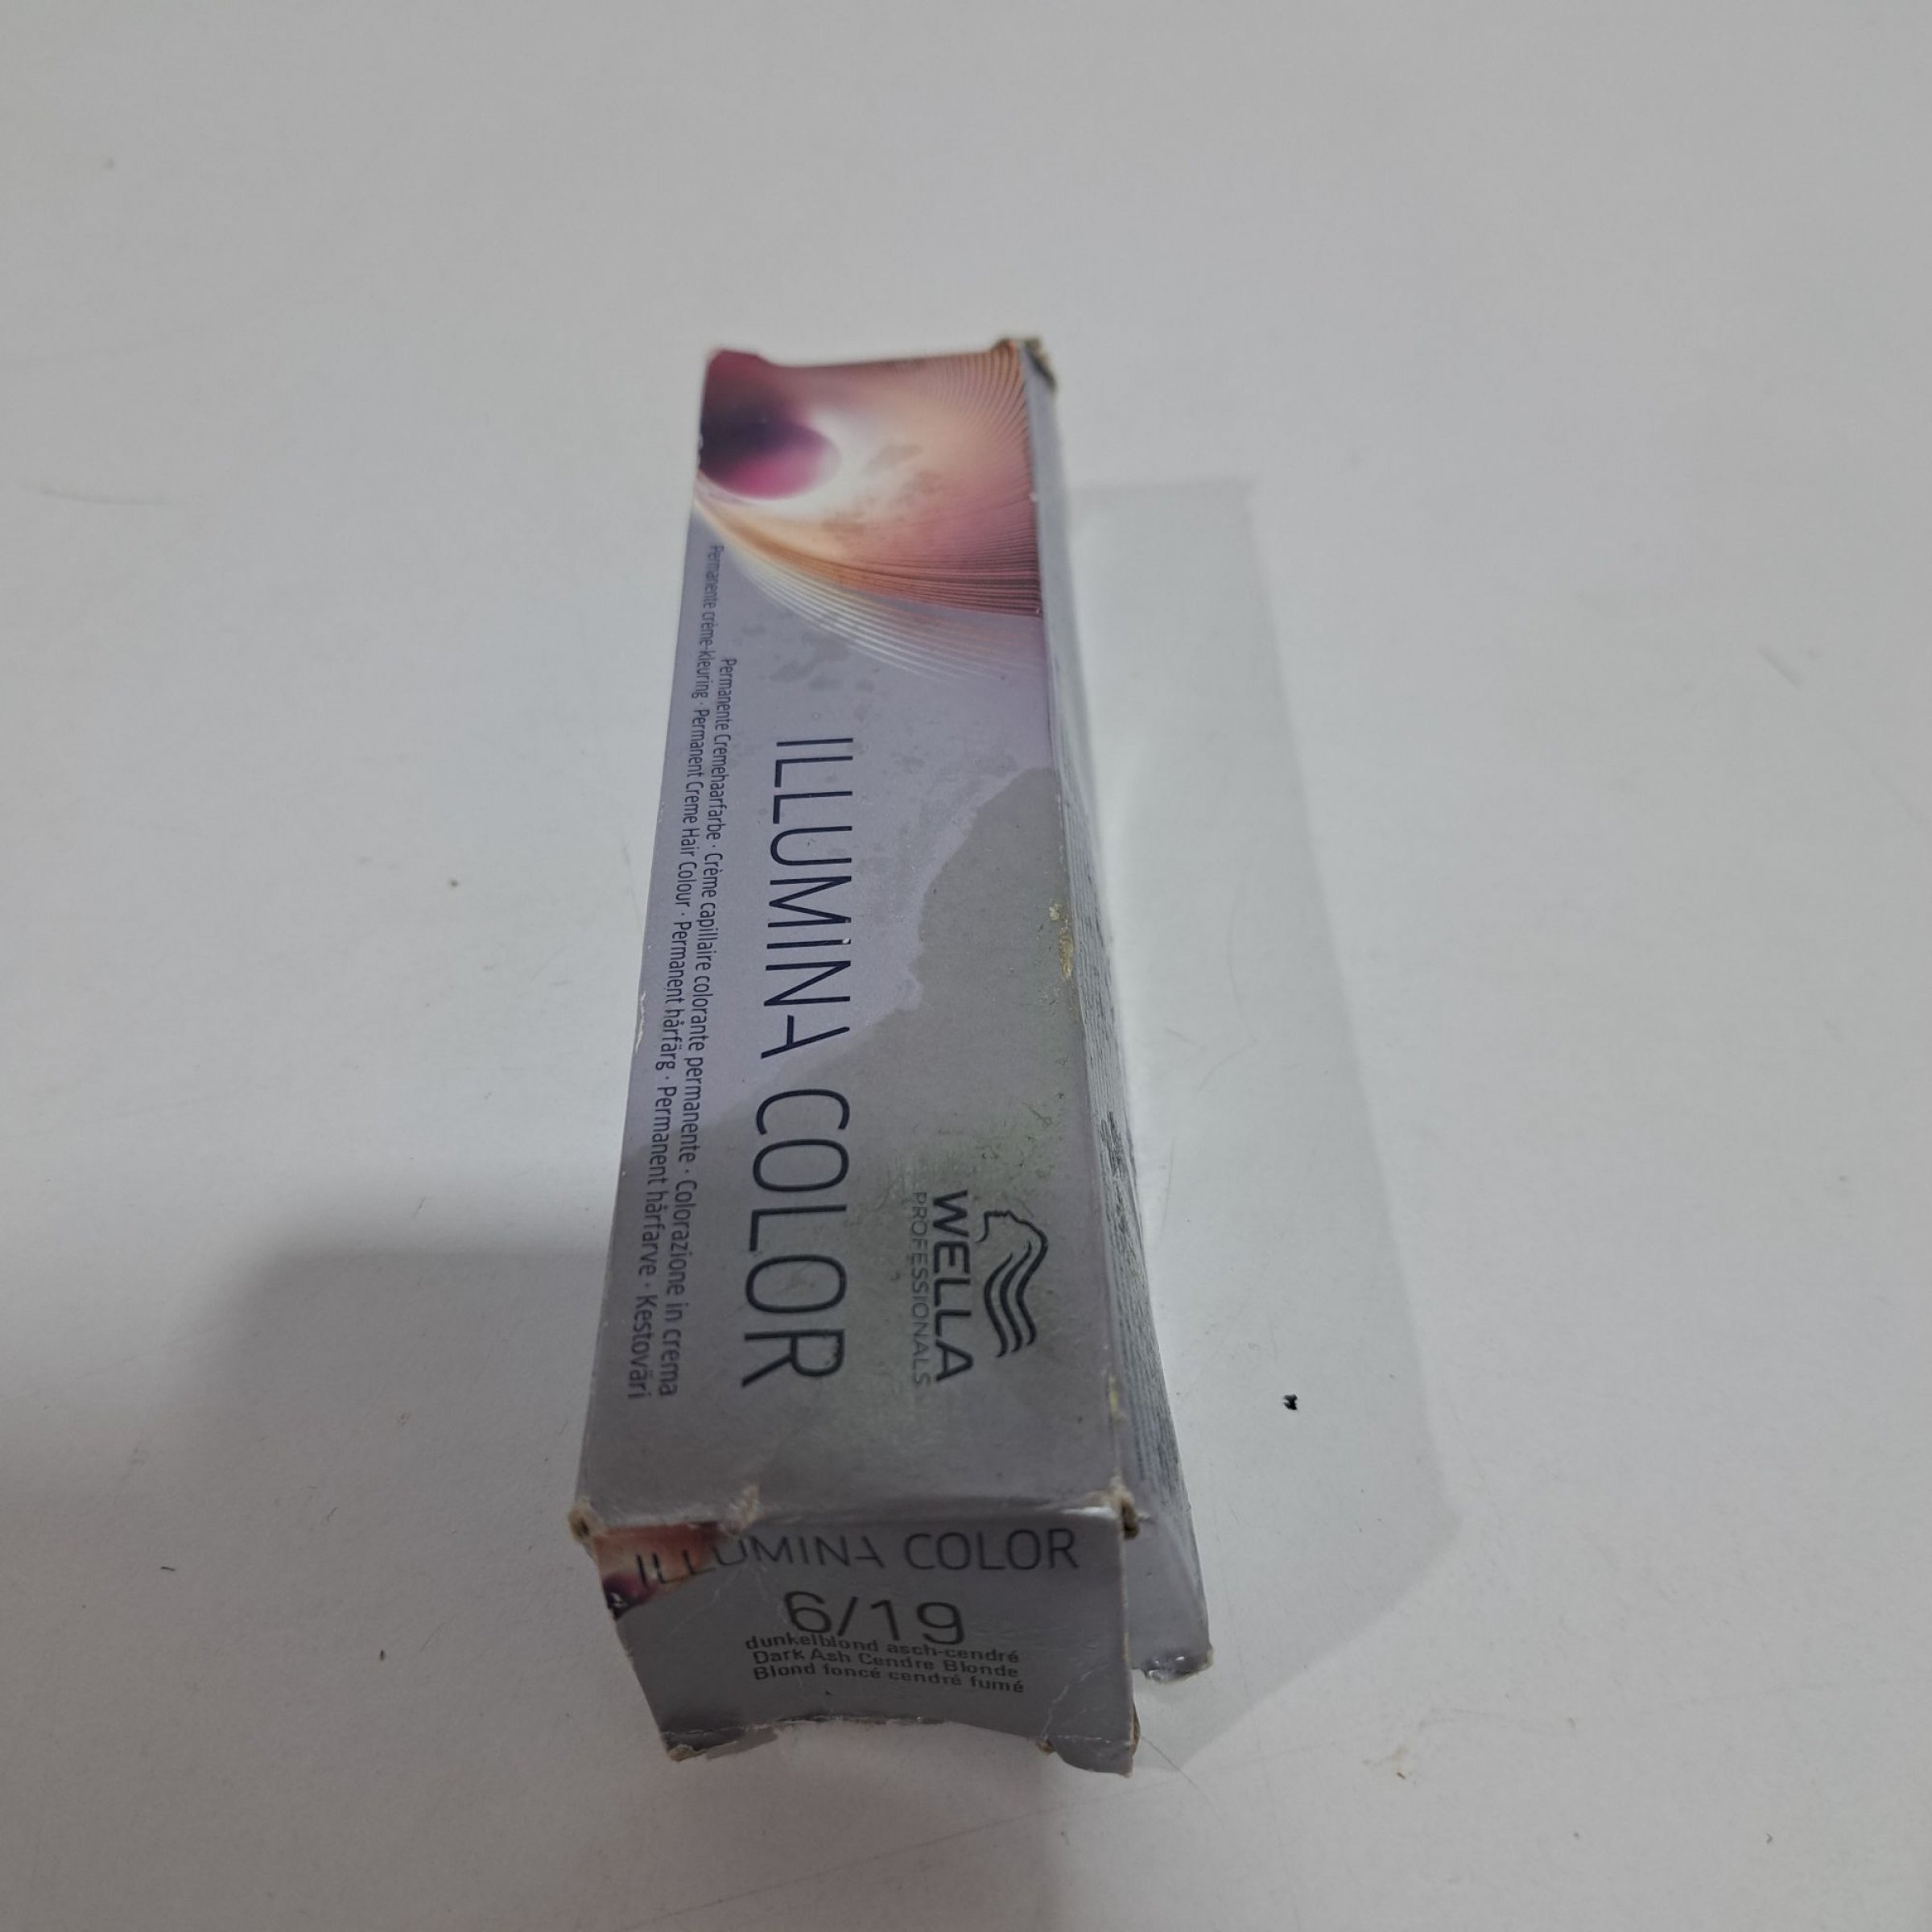 ILLUMINA COLOR
WELLA
PROFESSIONALS
Permanente Cremehaarfarbe · Crème capillaire colorante permanente · Colorazione in crema
Permanente crème-kleuring · Permanent Creme Hair Colour · Permanent hårfärg · Permanent hårfarve · Kestoväri
ILLUMINA COLOR
6/19
dunkelblond asch-cendré
Dark Ash Cendre Blonde
Blond foncé cendré fumé